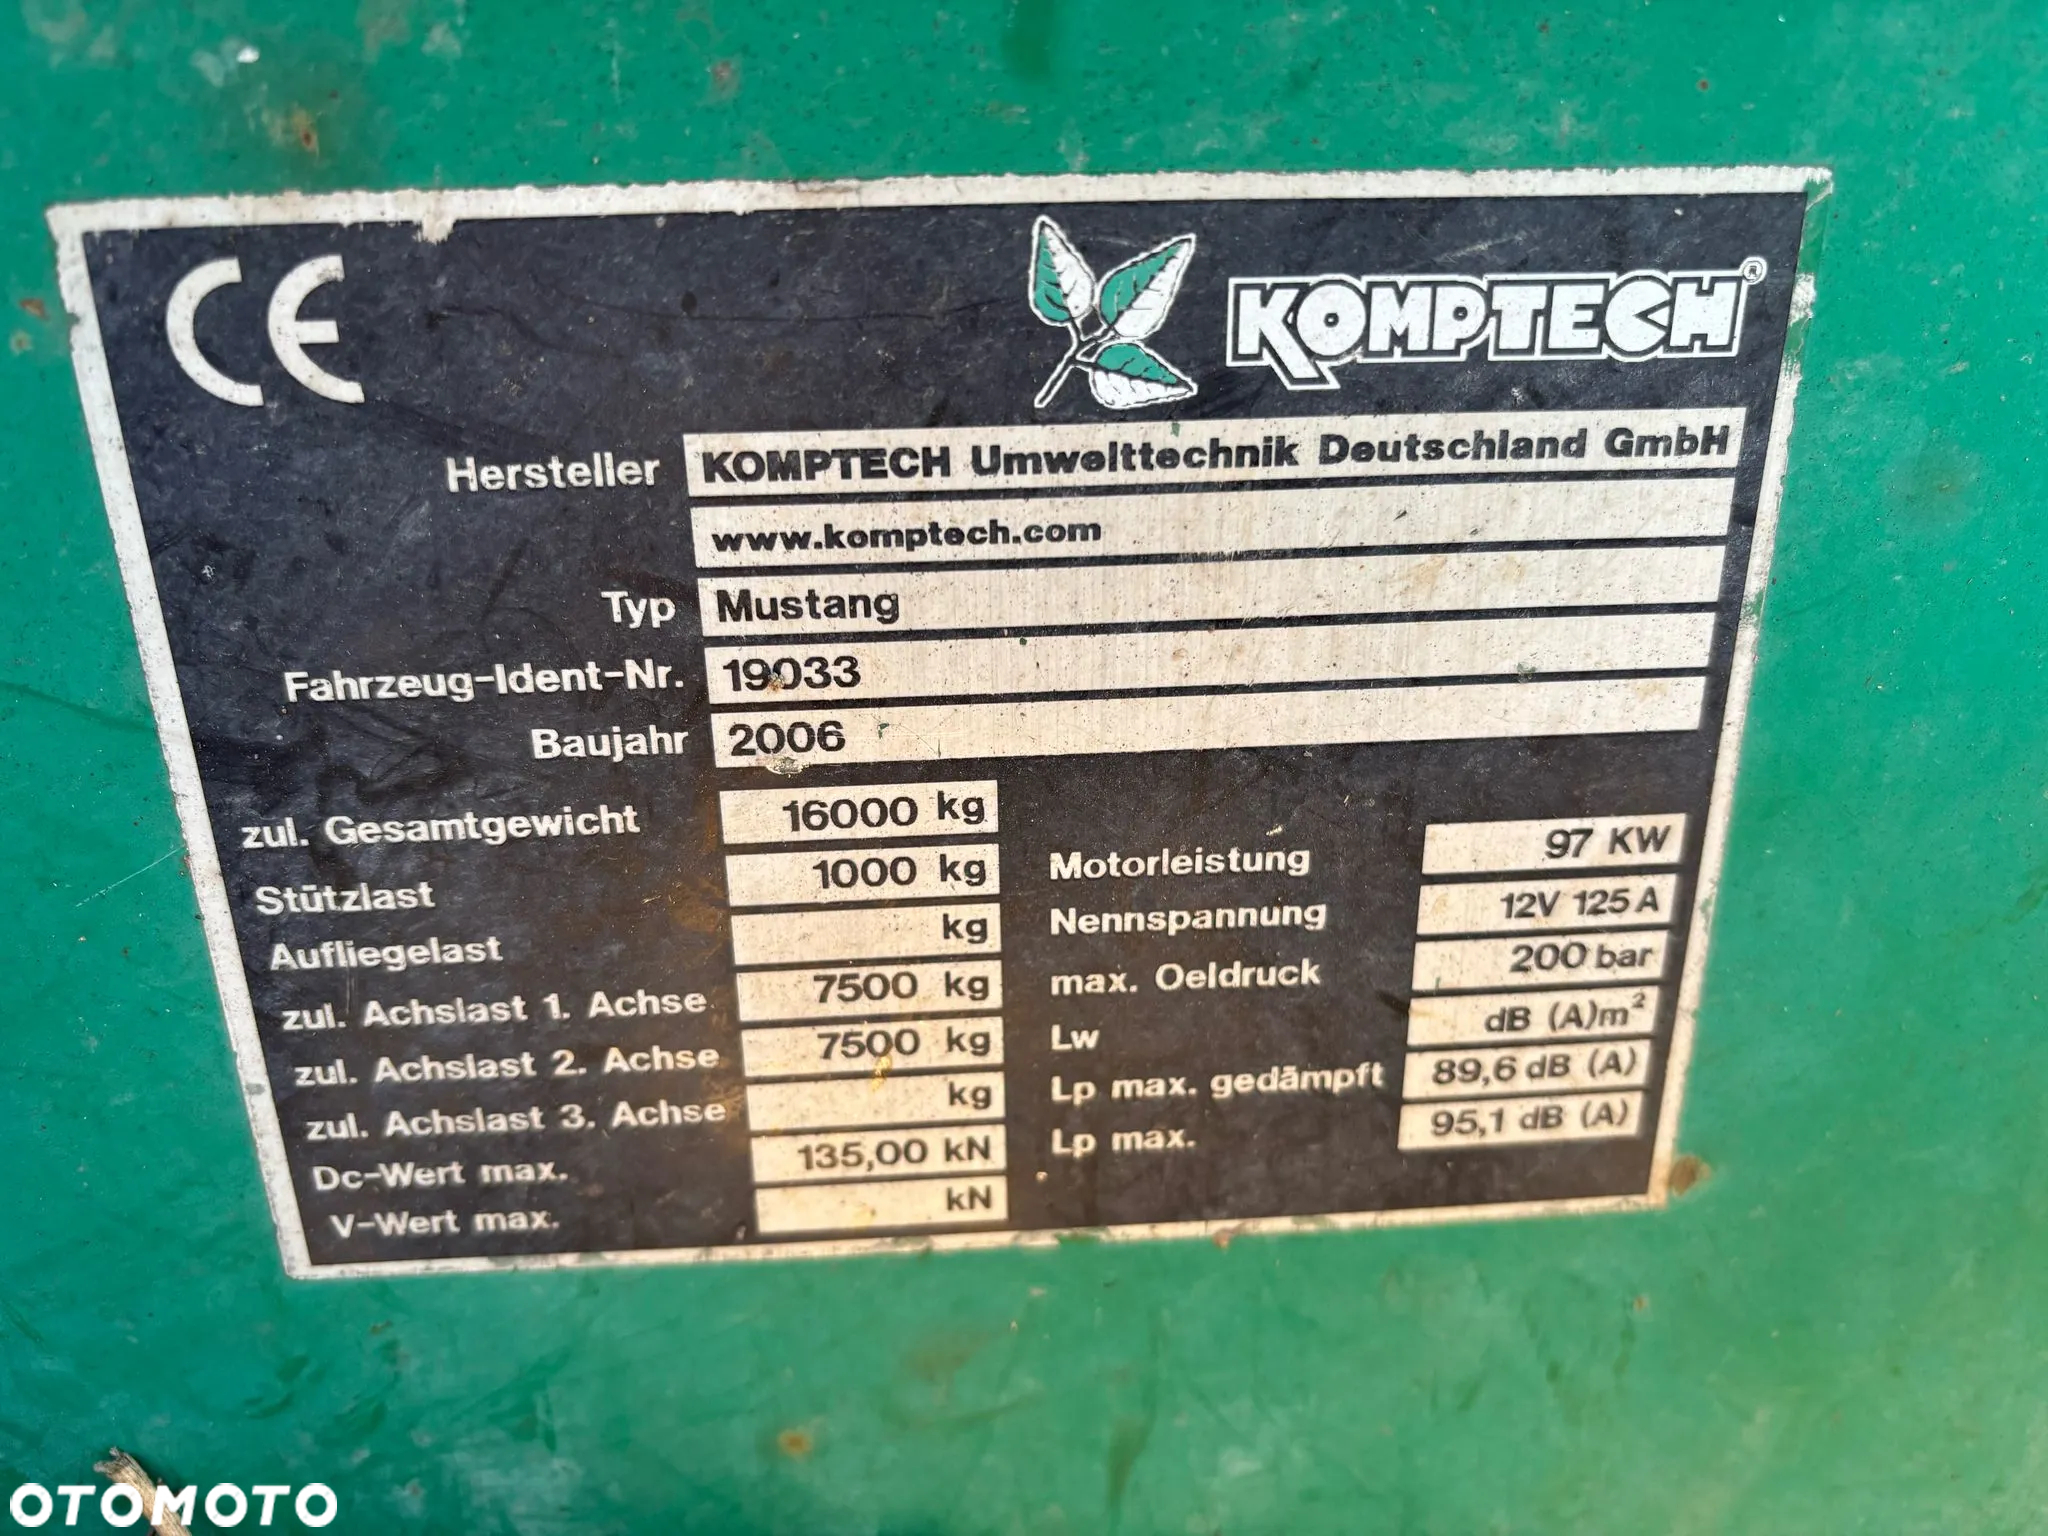 CE
KOMPTECH®
Hersteller KOMPTECH Umwelttechnik Deutschland GmbH
www.komptech.com
Typ Mustang
Fahrzeug-Ident-Nr. 19033
Baujahr 2006
zul. Gesamtgewicht 16000 kg
Stützlast 1000 kg
Aufliegelast kg
zul. Achslast 1. Achse 7500 kg
zul. Achslast 2. Achse 7500 kg
zul. Achslast 3. Achse kg
Dc-Wert max. 135,00 kN
V-Wert max. kN
Motorleistung 97 KW
Nennspannung 12V 125 A
max. Oeldruck 200 bar
Lw dB (A)m²
Lp max. gedämpft 89,6 dB (A)
Lp max. 95,1 dB (A)
OTOMOTO